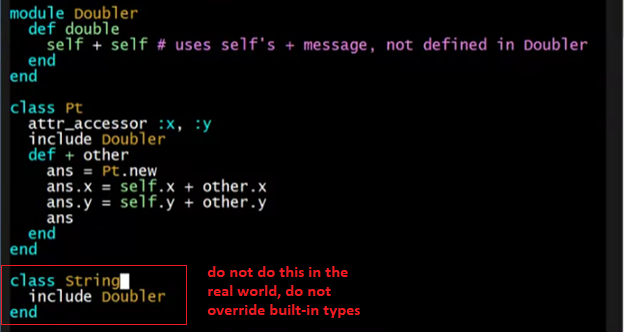 module Doubler
  def double
    self + self # uses self's + message, not defined in Doubler
  end
end

class Pt
  attr_accessor :x, :y
  include Doubler
  def + other
    ans = Pt.new
    ans.x = self.x + other.x
    ans.y = self.y + other.y
    ans
  end
end

class String
  include Doubler
end
do not do this in the
real world, do not
override built-in types